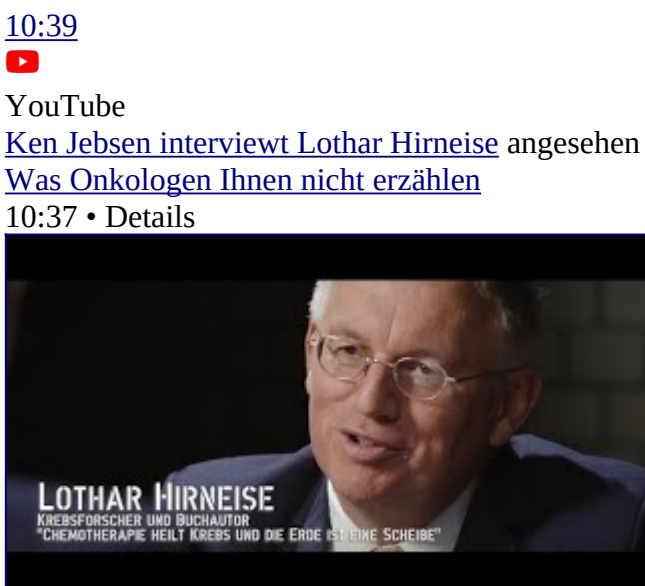 10:39
YouTube
Ken Jebsen interviewt Lothar Hirneise angesehen
Was Onkologen Ihnen nicht erzählen
10:37 • Details
LOTHAR HIRNEISE
KREBSFORSCHER UND BUCHAUTOR
"CHEMOTHERAPIE HEILT KREBS UND DIE ERDE IST EINE SCHEIBE"